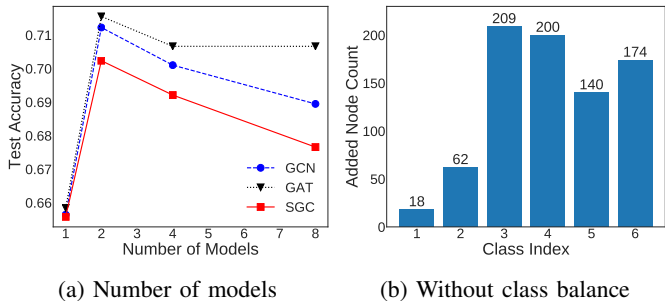 Test Accuracy
0.71
0.70
0.69
0.68
0.67
0.66
GCN
GAT
SGC
1 2 3 4 5 6 7 8
Number of Models
(a) Number of models
Added Node Count
200
150
100
50
0
18
62
209
200
140
174
1 2 3 4 5 6
Class Index
(b) Without class balance